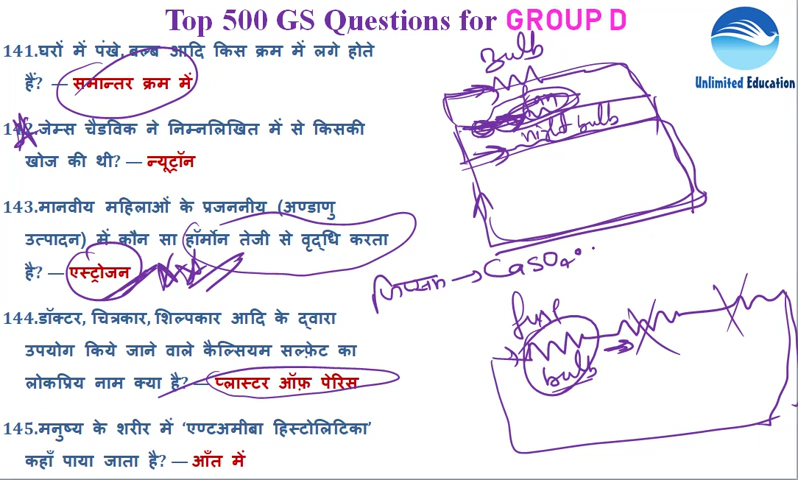 Top 500 GS Questions for GROUP D
Unlimited Education
141.घरों में पंखे, बल्ब आदि किस क्रम में लगे होते
हैं? — समान्तर क्रम में
142.जेम्स चैडविक ने निम्नलिखित में से किसकी
खोज की थी? — न्यूट्रॉन
143.मानवीय महिलाओं के प्रजननीय (अण्डाणु
उत्पादन) में कौन सा हॉर्मोन तेजी से वृद्धि करता
है? — एस्ट्रोजन
144.डॉक्टर, चित्रकार, शिल्पकार आदि के द्वारा
उपयोग किये जाने वाले कैल्सियम सल्फ़ेट का
लोकप्रिय नाम क्या है? — प्लास्टर ऑफ़ पेरिस
145.मनुष्य के शरीर में ‘एण्टअमीबा हिस्टोलिटिका’
कहाँ पाया जाता है? — आँत में
Bulb
night bulb
जिप्सम → CaSO₄
bulb